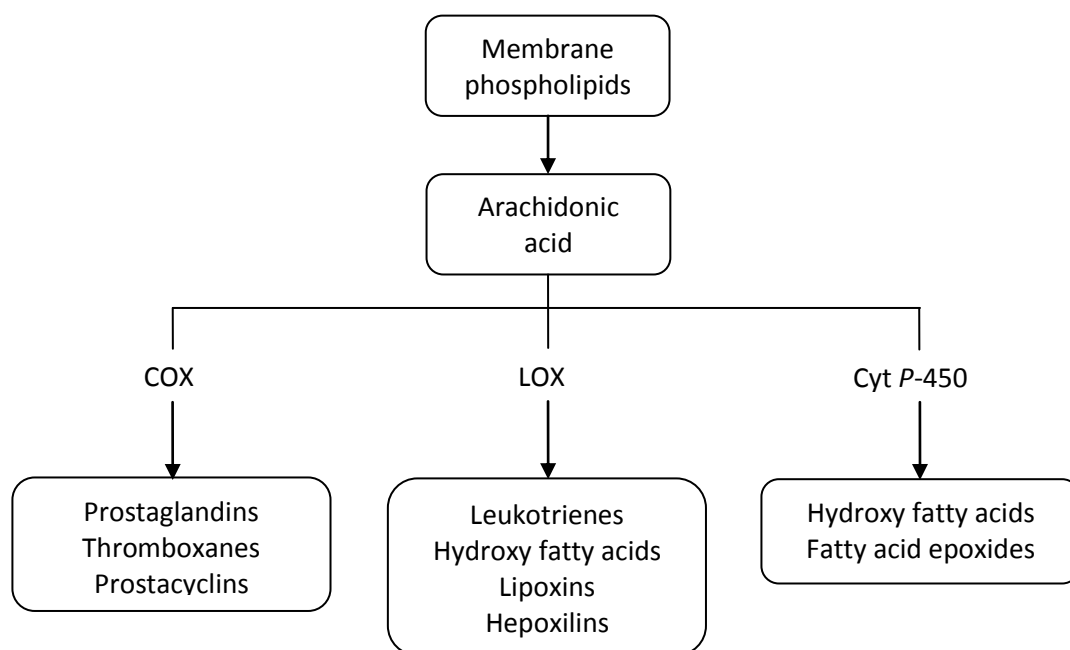 Membrane
phospholipids
Arachidonic
acid
COX
LOX
Cyt P-450
Prostaglandins
Thromboxanes
Prostacyclins
Leukotrienes
Hydroxy fatty acids
Lipoxins
Hepoxilins
Hydroxy fatty acids
Fatty acid epoxides